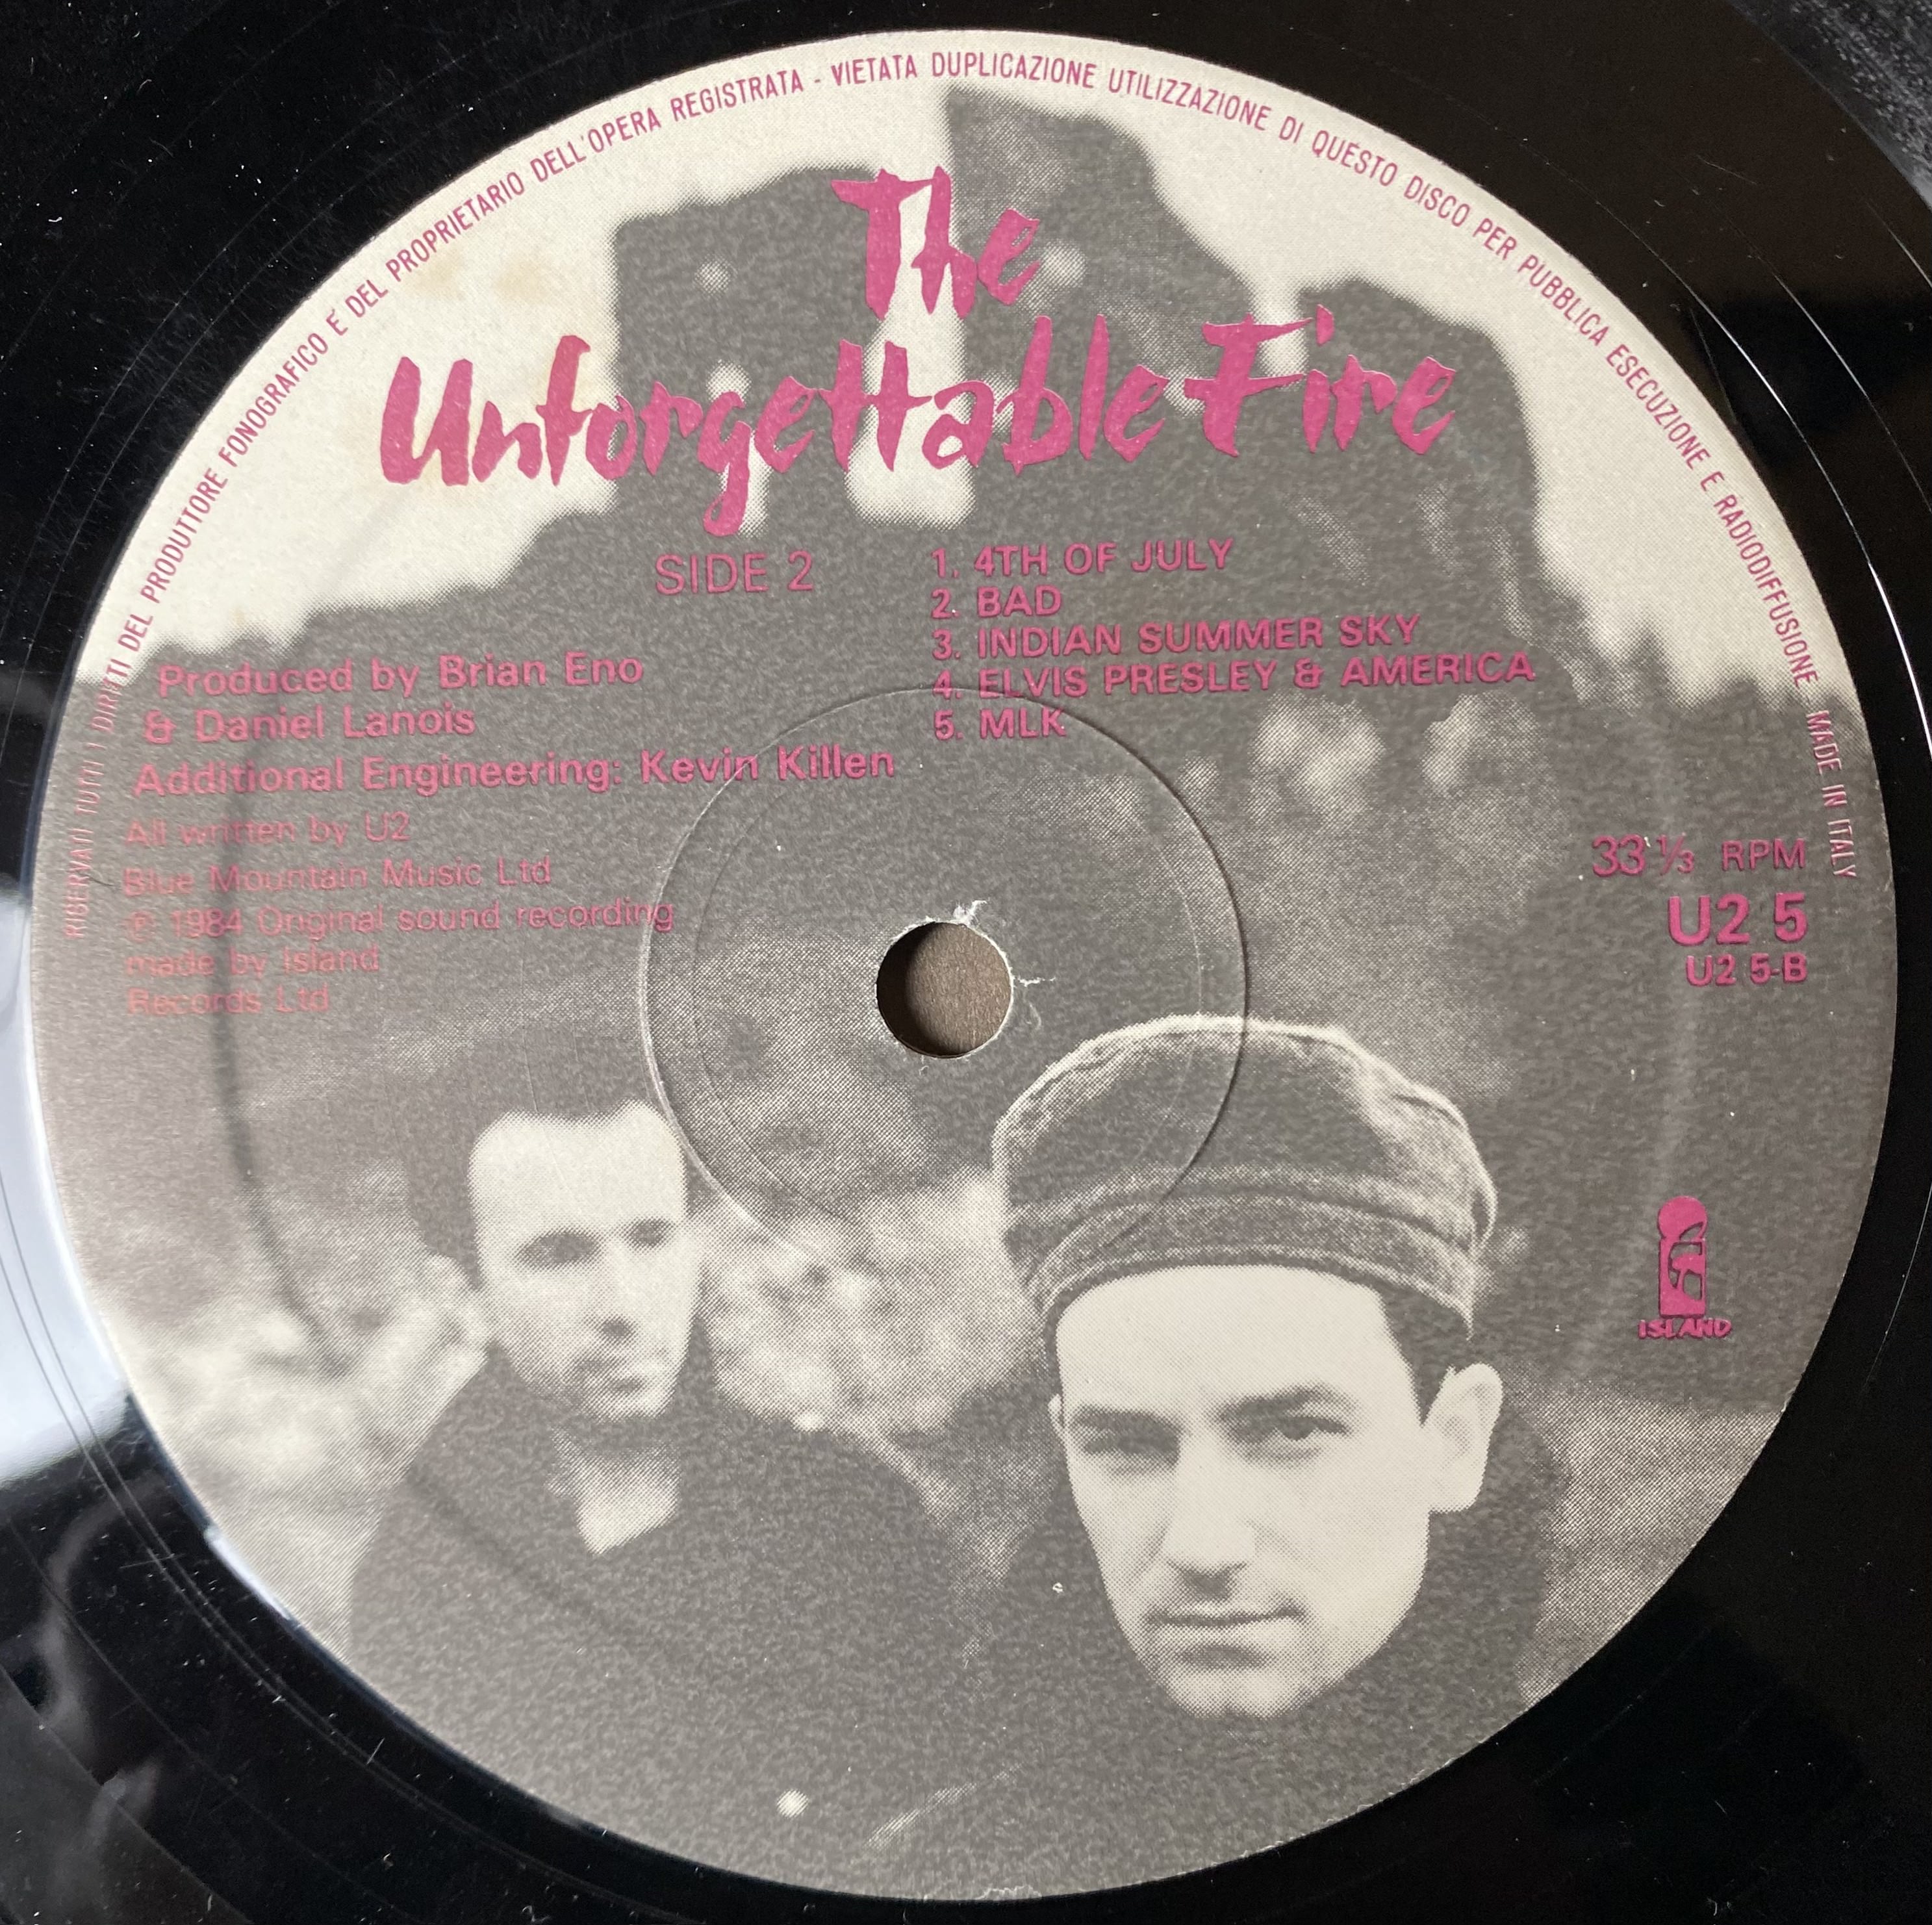 RISERVATI TUTTI I DIRITTI DEL PRODUTTORE FONOGRAFICO E' DEL PROPRIETARIO DELL'OPERA REGISTRATA - VIETATA DUPLICAZIONE UTILIZZAZIONE DI QUESTO DISCO PER PUBBLICA ESECUZIONE E RADIODIFFUSIONE MADE IN ITALY
The
Unforgettable Fire
SIDE 2
1. 4TH OF JULY
2. BAD
3. INDIAN SUMMER SKY
4. ELVIS PRESLEY & AMERICA
5. MLK
Produced by Brian Eno
& Daniel Lanois
Additional Engineering: Kevin Killen
All written by U2
Blue Mountain Music Ltd
℗ 1984 Original sound recording
made by Island
Records Ltd
33⅓ RPM
U2 5
U2 5-B
ISLAND